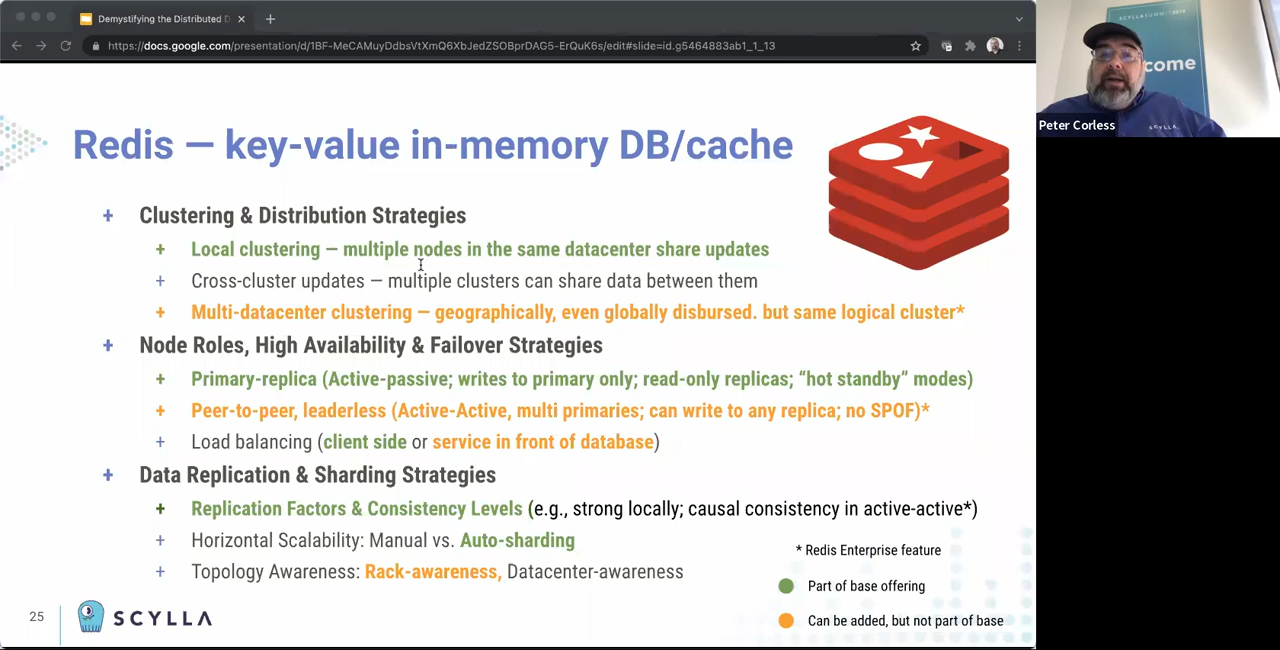 Demystifying the Distributed D
https://docs.google.com/presentation/d/1BF-MeCAMuyDdbsVtXmQ6XbJedZSOBprDAG5-ErQuK6s/edit#slide=id.g5464883ab1_1_13
Redis — key-value in-memory DB/cache
+ Clustering & Distribution Strategies
+ Local clustering — multiple nodes in the same datacenter share updates
+ Cross-cluster updates — multiple clusters can share data between them
+ Multi-datacenter clustering — geographically, even globally disbursed. but same logical cluster*
+ Node Roles, High Availability & Failover Strategies
+ Primary-replica (Active-passive; writes to primary only; read-only replicas; “hot standby” modes)
+ Peer-to-peer, leaderless (Active-Active, multi primaries; can write to any replica; no SPOF)*
+ Load balancing (client side or service in front of database)
+ Data Replication & Sharding Strategies
+ Replication Factors & Consistency Levels (e.g., strong locally; causal consistency in active-active*)
+ Horizontal Scalability: Manual vs. Auto-sharding
+ Topology Awareness: Rack-awareness, Datacenter-awareness
* Redis Enterprise feature
Part of base offering
Can be added, but not part of base
25
SCYLLA
SCYLLASUMMIT2019
come
SCYLLA
Peter Corless